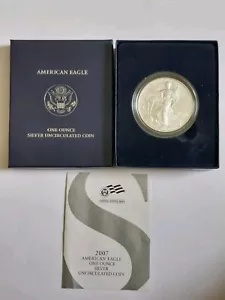 AMERICAN EAGLE
ONE OUNCE
SILVER UNCIRCULATED COIN
2007
AMERICAN EAGLE
ONE OUNCE
SILVER
UNCIRCULATED COIN